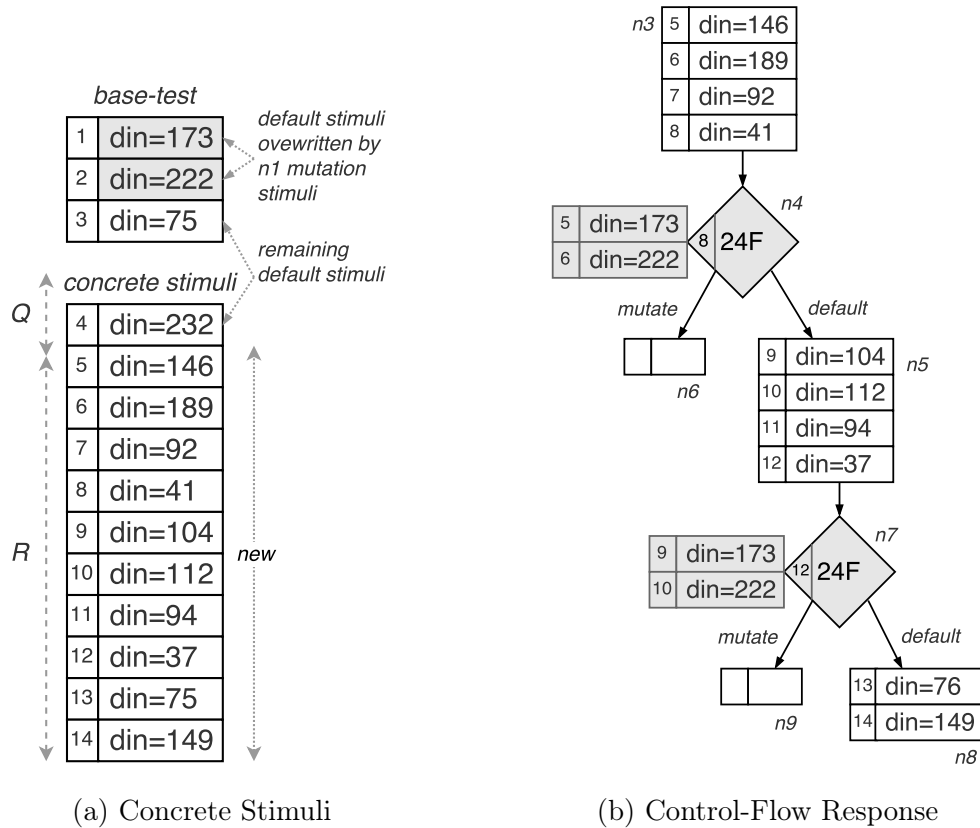 base-test
1 din=173
2 din=222
3 din=75
default stimuli
ovewritten by
n1 mutation
stimuli
remaining
default stimuli
concrete stimuli
Q
4 din=232
R
5 din=146
6 din=189
7 din=92
8 din=41
9 din=104
10 din=112
11 din=94
12 din=37
13 din=75
14 din=149
new
(a) Concrete Stimuli
n3
5 din=146
6 din=189
7 din=92
8 din=41
n4
5 din=173
6 din=222
8 24F
mutate
default
n6
9 din=104
10 din=112
11 din=94
12 din=37
n5
n7
9 din=173
10 din=222
12 24F
mutate
default
n9
13 din=76
14 din=149
n8
(b) Control-Flow Response